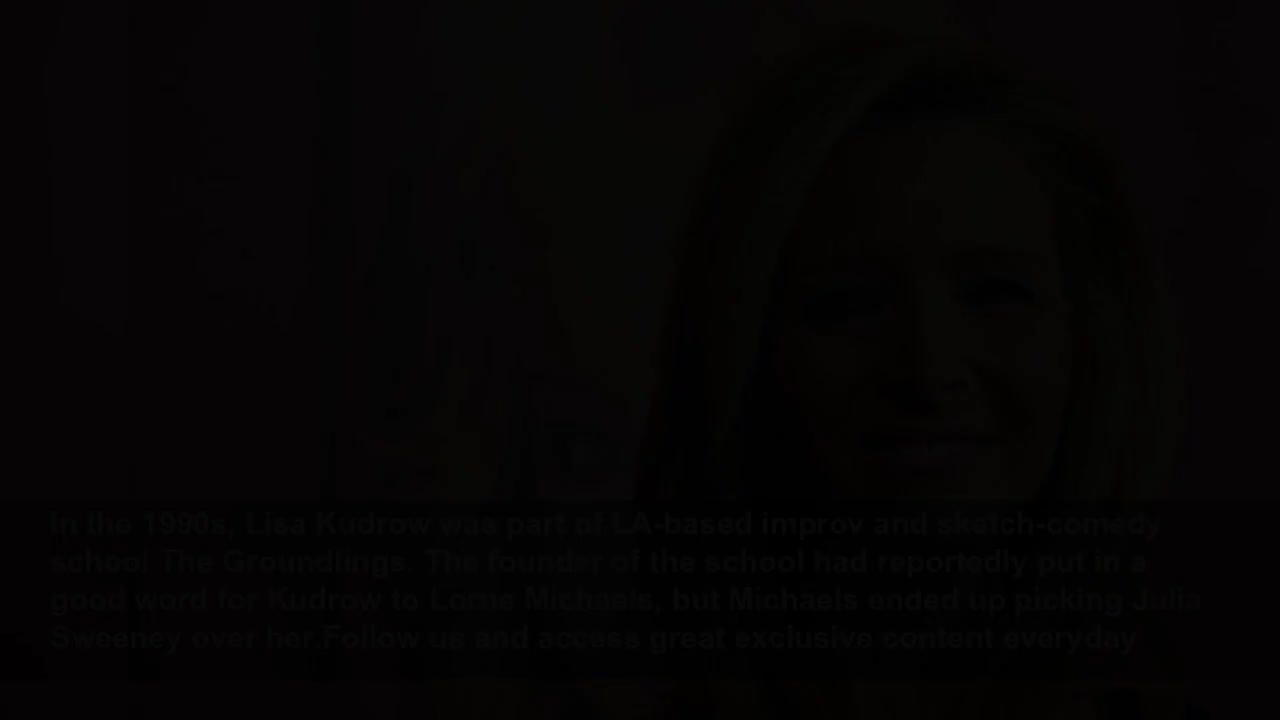 In the 1990s, Lisa Kudrow was part of LA-based improv and sketch-comedy
school The Groundlings. The founder of the school had reportedly put in a
good word for Kudrow to Lorne Michaels, but Michaels ended up picking Julia
Sweeney over her.Follow us and access great exclusive content everyday